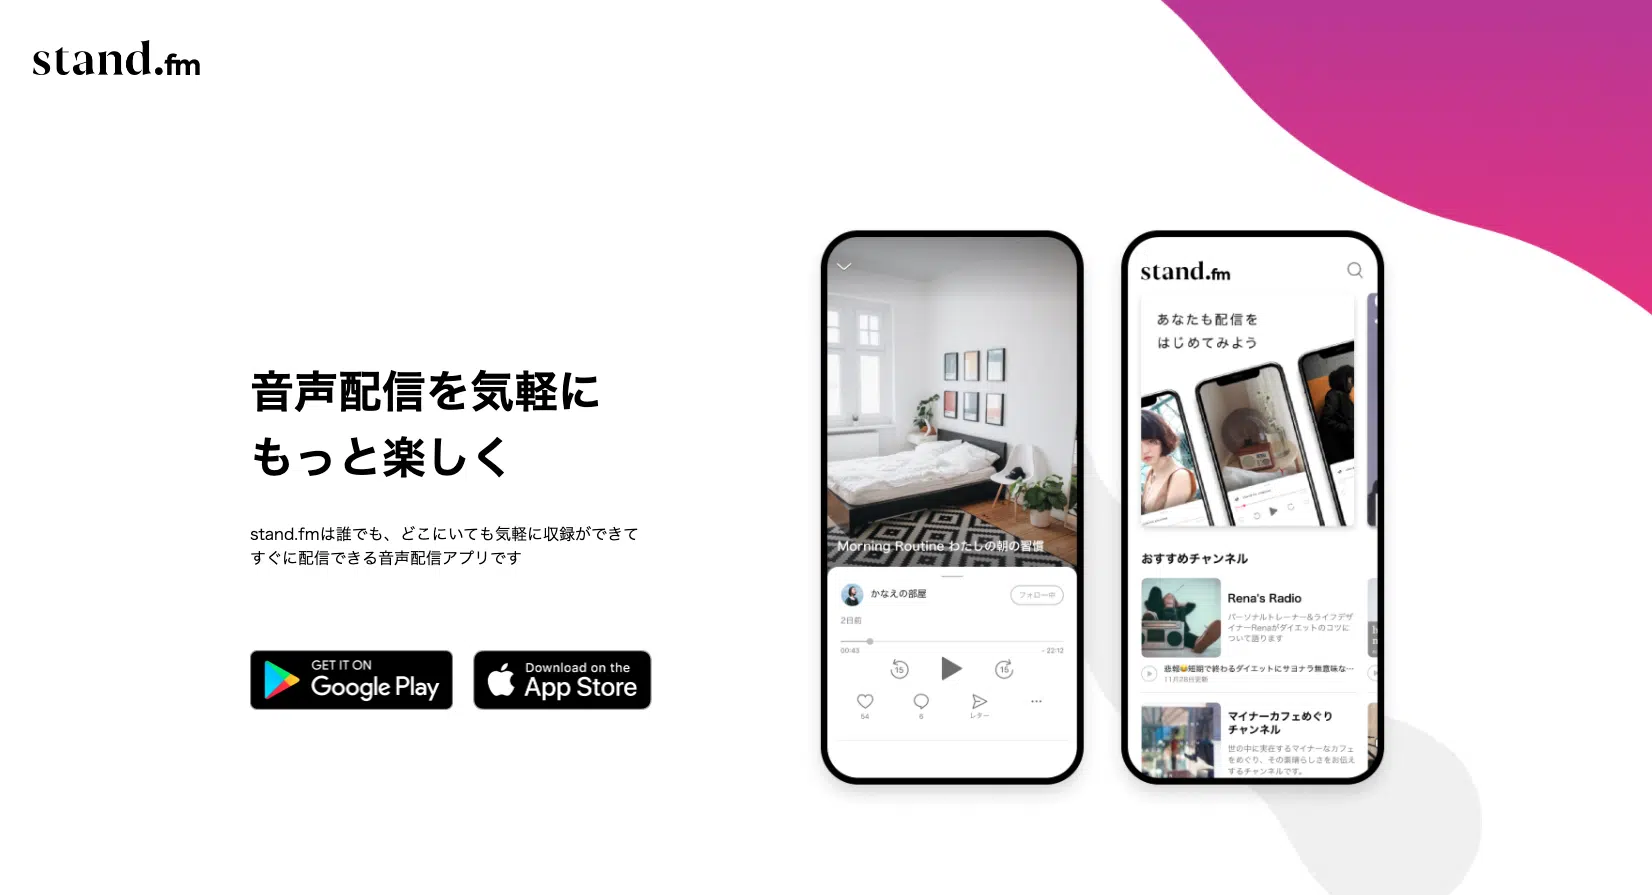 stand.fm
音声配信を気軽に
もっと楽しく
stand.fmは誰でも、どこにいても気軽に収録ができて
すぐに配信できる音声配信アプリです
GET IT ON
Google Play
Download on the
App Store
Morning Routine わたしの朝の習慣
かなえの部屋
フォロー中
2日前
00:43
- 22:12
15
15
54
6
レター
stand.fm
あなたも配信を
はじめてみよう
おすすめチャンネル
Rena's Radio
パーソナルトレーナー&ライフデザ
イナーRenaがダイエットのコツに
ついて語ります
悲報😂短期で終わるダイエットにサヨナラ無意味な…
11月28日更新
マイナーカフェめぐり
チャンネル
世の中に実在するマイナーなカフェ
をめぐり、その素晴らしさをお伝え
するチャンネルです。